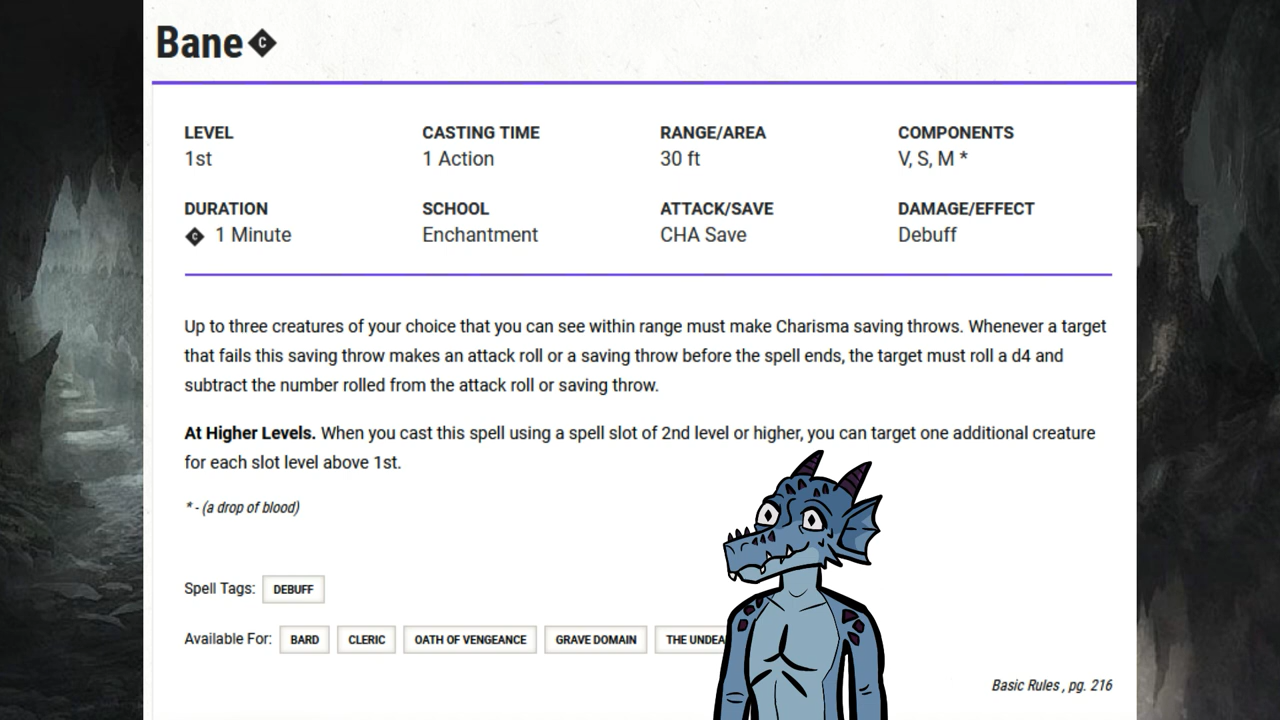 Bane C
LEVEL CASTING TIME RANGE/AREA COMPONENTS
1st 1 Action 30 ft V, S, M *
DURATION SCHOOL ATTACK/SAVE DAMAGE/EFFECT
C 1 Minute Enchantment CHA Save Debuff
Up to three creatures of your choice that you can see within range must make Charisma saving throws. Whenever a target
that fails this saving throw makes an attack roll or a saving throw before the spell ends, the target must roll a d4 and
subtract the number rolled from the attack roll or saving throw.
At Higher Levels. When you cast this spell using a spell slot of 2nd level or higher, you can target one additional creature
for each slot level above 1st.
* - (a drop of blood)
Spell Tags: DEBUFF
Available For: BARD CLERIC OATH OF VENGEANCE GRAVE DOMAIN THE
Basic Rules , pg. 216